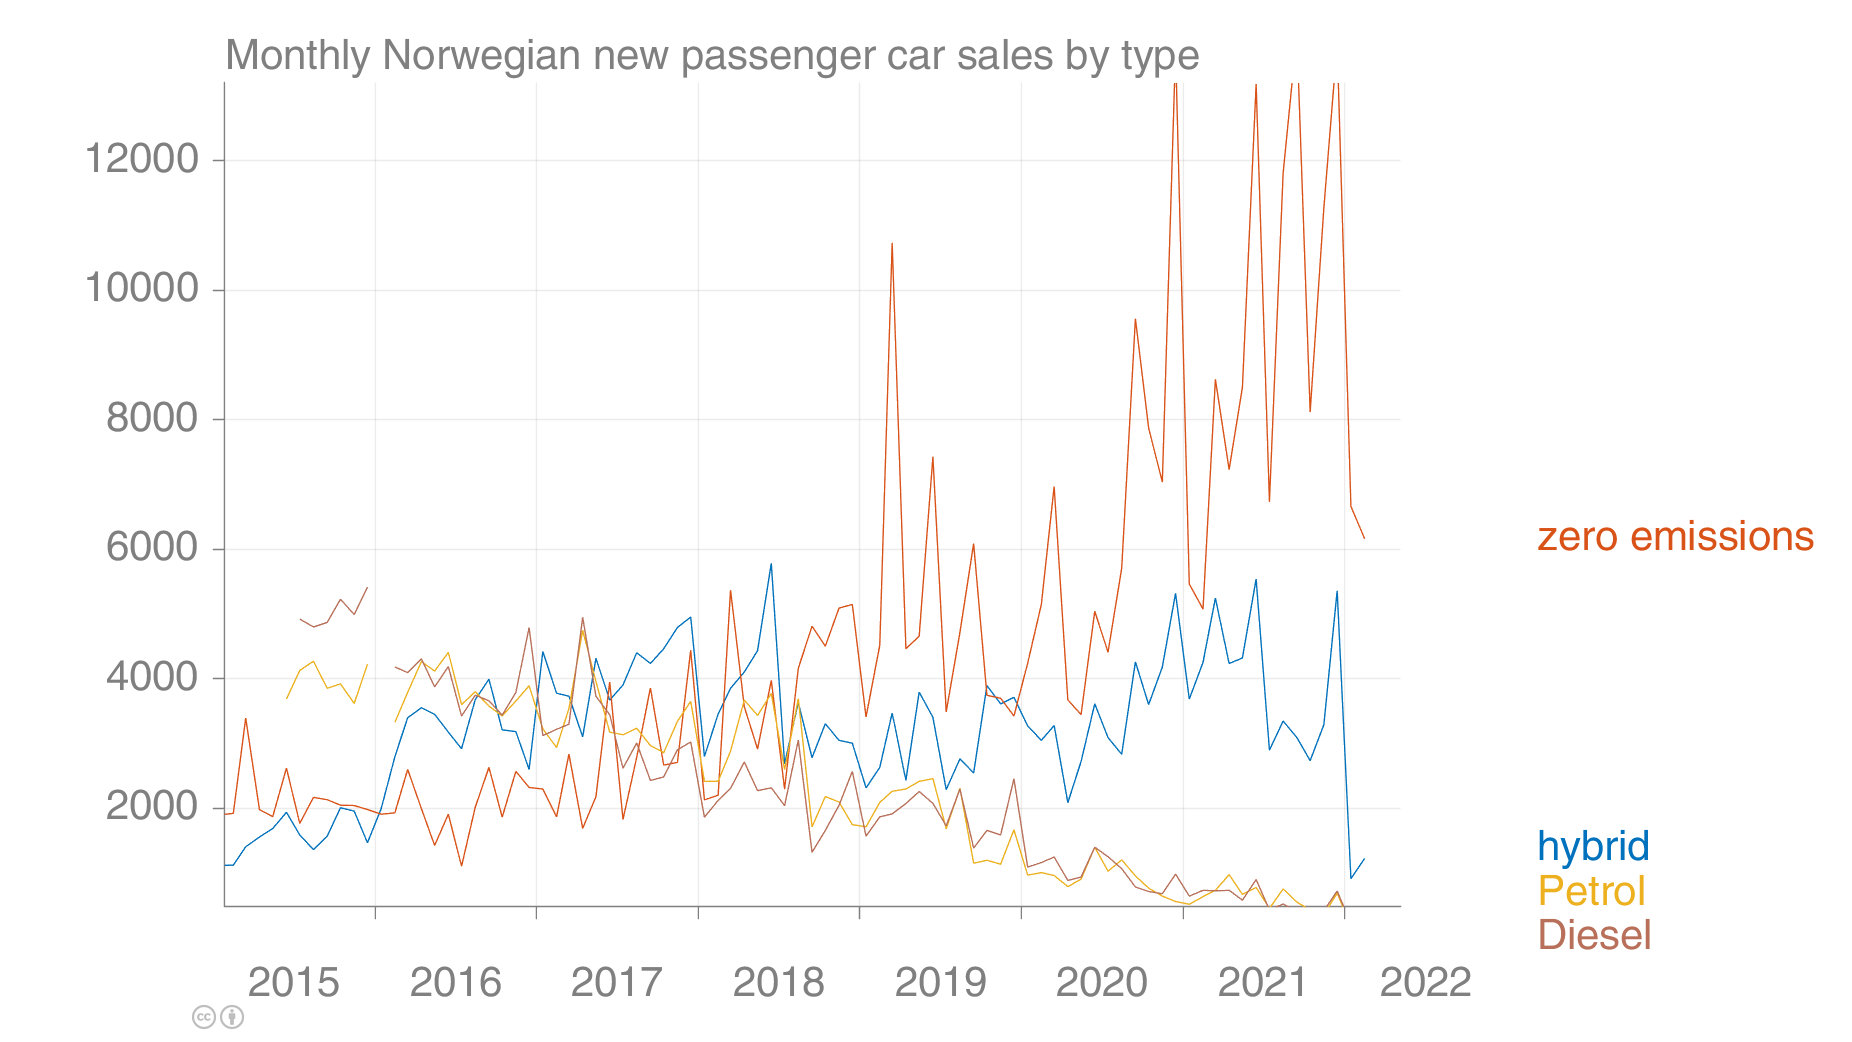 Monthly Norwegian new passenger car sales by type
12000
10000
8000
6000
4000
2000
zero emissions
hybrid
Petrol
Diesel
2015 2016 2017 2018 2019 2020 2021 2022
cc